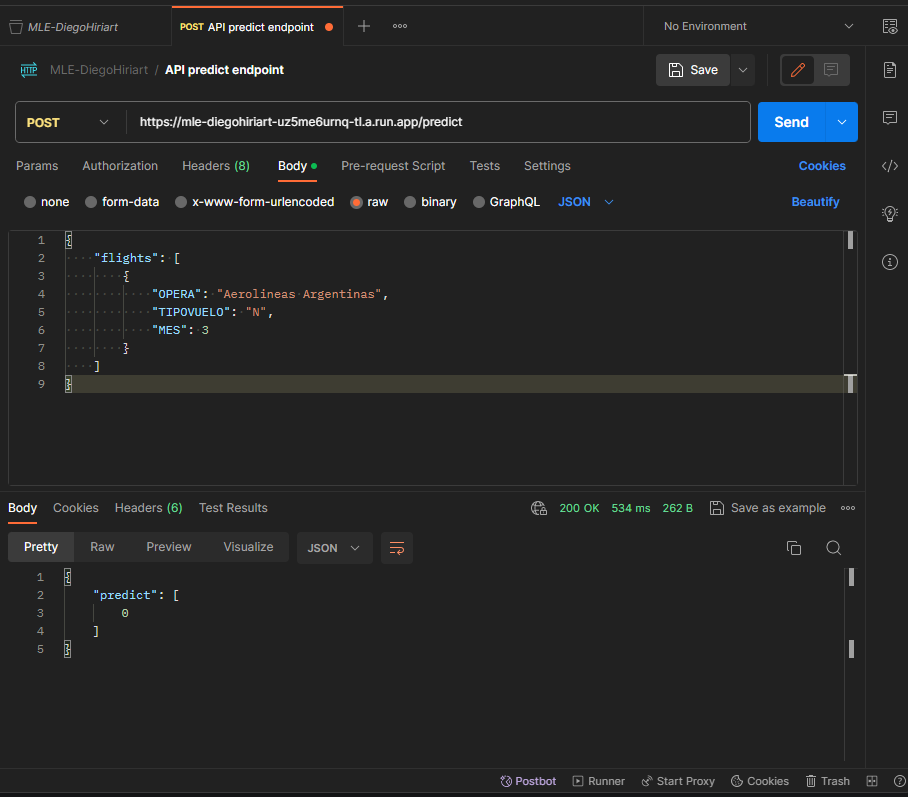 MLE-DiegoHiriart
POST API predict endpoint
No Environment
HTTP MLE-DiegoHiriart / API predict endpoint
Save
POST
https://mle-diegohiriart-uz5me6urnq-tl.a.run.app/predict
Send
Params Authorization Headers (8) Body Pre-request Script Tests Settings Cookies
none form-data x-www-form-urlencoded raw binary GraphQL JSON Beautify
1 {
2 "flights": [
3 {
4 "OPERA": "Aerolineas Argentinas",
5 "TIPOVUELO": "N",
6 "MES": 3
7 }
8 ]
9 }
Body Cookies Headers (6) Test Results 200 OK 534 ms 262 B Save as example
Pretty Raw Preview Visualize JSON
1 {
2 "predict": [
3 0
4 ]
5 }
Postbot Runner Start Proxy Cookies Trash